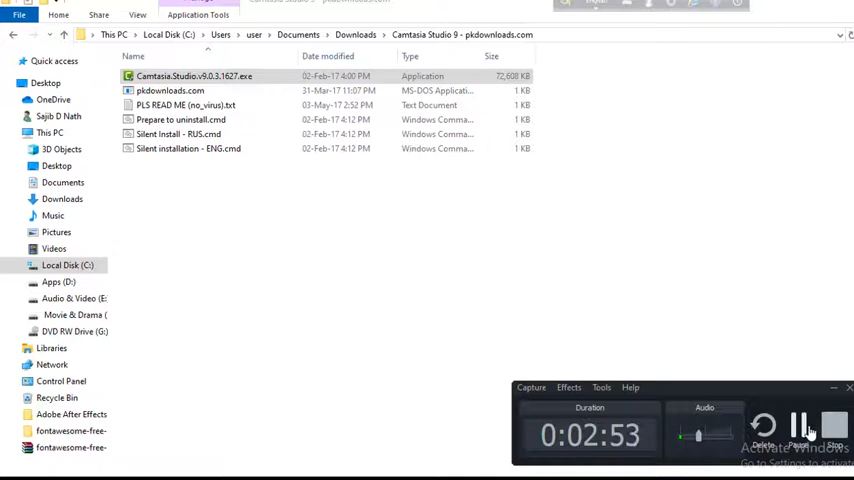 File Home Share View Application Tools
This PC Local Disk (C:) Users user Documents Downloads Camtasia Studio 9 - pkdownloads.com
Name Date modified Type Size
Quick access
Camtasia.Studio.v9.0.3.1627.exe 02-Feb-17 4:00 PM Application 72,608 KB
Desktop
pkdownloads.com 31-Mar-17 11:07 PM MS-DOS Applicati... 1 KB
OneDrive
PLS READ ME (no_virus).txt 03-May-17 2:52 PM Text Document 1 KB
Sajib D Nath
Prepare to uninstall.cmd 02-Feb-17 4:12 PM Windows Comma... 1 KB
This PC
Silent Install - RUS.cmd 02-Feb-17 4:12 PM Windows Comma... 1 KB
3D Objects
Silent installation - ENG.cmd 02-Feb-17 4:12 PM Windows Comma... 1 KB
Desktop
Documents
Downloads
Music
Pictures
Videos
Local Disk (C:)
Apps (D:)
Audio & Video (E:
Movie & Drama (
DVD RW Drive (G:)
Libraries
Network
Control Panel
Recycle Bin
Adobe After Effects
fontawesome-free-
fontawesome-free-
Capture Effects Tools Help
Duration Audio
0:02:53
Delete Pause Stop
Activate Windows
Go to Settings to activate